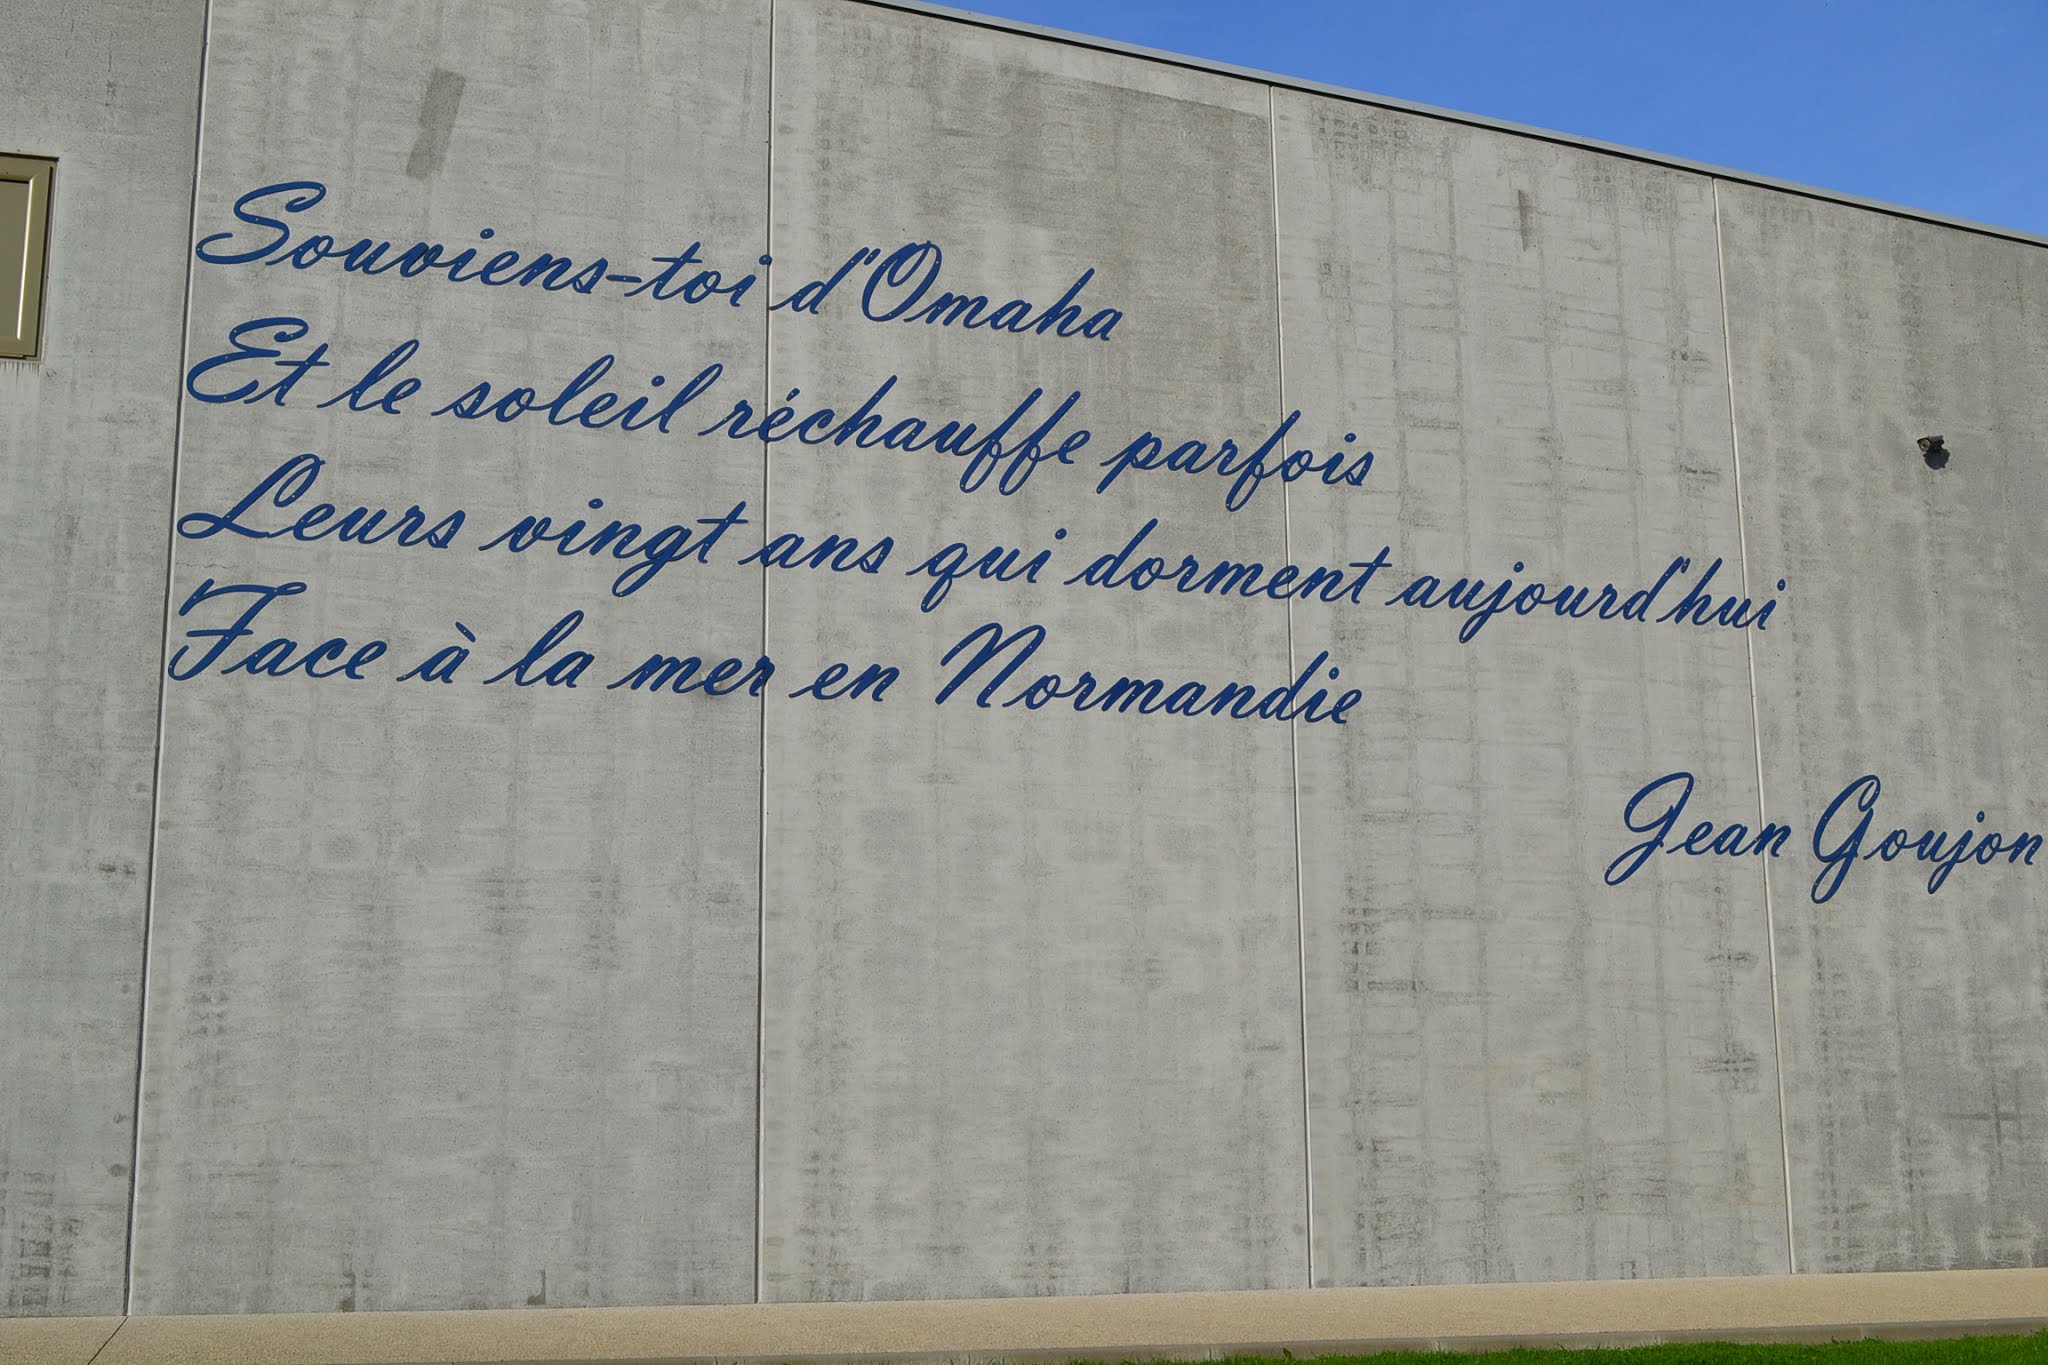 Souviens-toi d'Omaha
Et le soleil réchauffe parfois
Leurs vingt ans qui dorment aujourd'hui
Face à la mer en Normandie
Jean Goujon